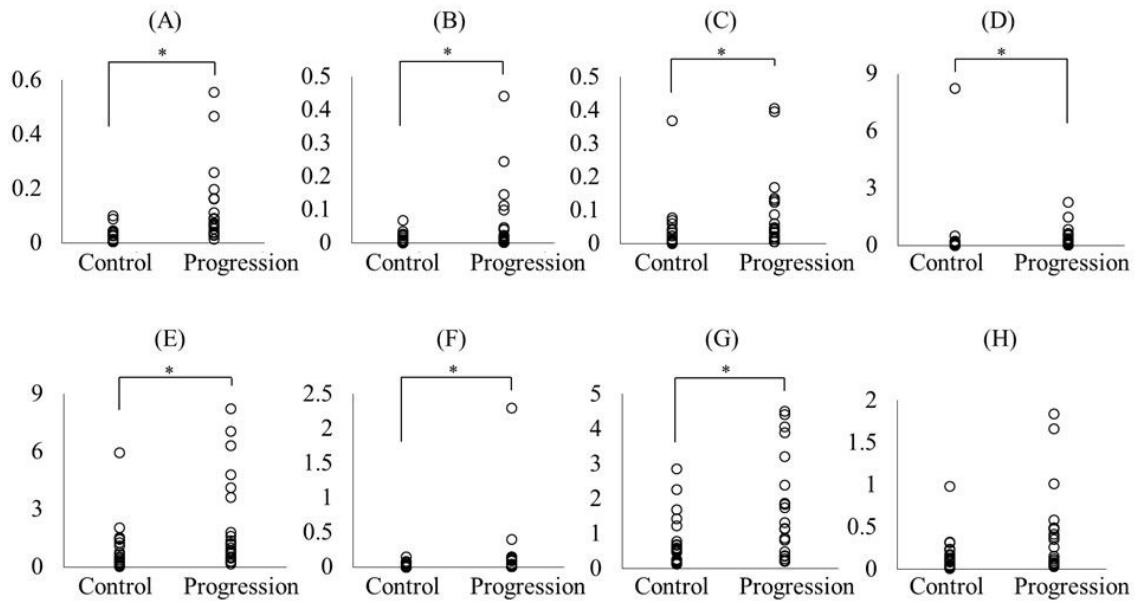 (A) (B) (C) (D)
* * * *
0.6 0.5 0.5 9
0.4 0.4 0.4 6
0.2 0.3 0.3 3
0 0.2 0.2 0
0.1 0.1
0 0
Control Progression Control Progression Control Progression Control Progression
(E) (F) (G) (H)
* * *
9 2.5 5 2
6 2 4 1.5
3 1.5 3 1
0 1 2 0.5
0.5 1 0
0 0
Control Progression Control Progression Control Progression Control Progression